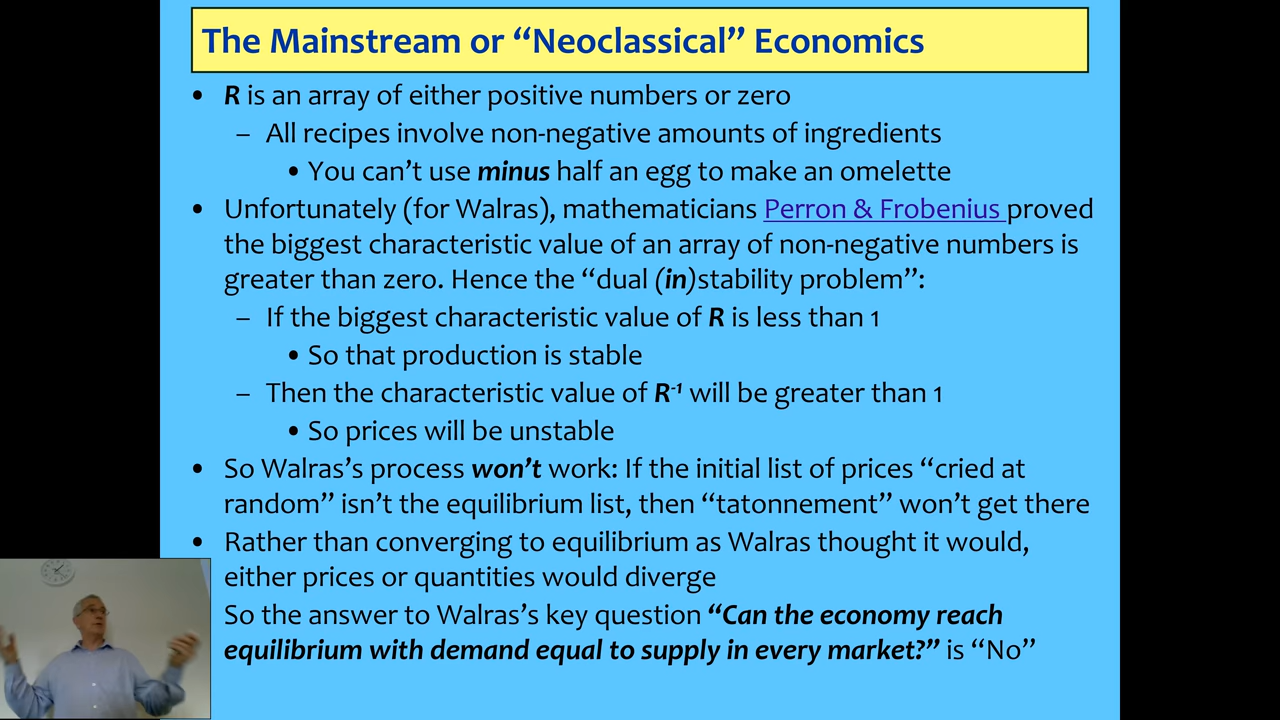 The Mainstream or “Neoclassical” Economics
• R is an array of either positive numbers or zero
– All recipes involve non-negative amounts of ingredients
• You can’t use minus half an egg to make an omelette
• Unfortunately (for Walras), mathematicians Perron & Frobenius proved
the biggest characteristic value of an array of non-negative numbers is
greater than zero. Hence the “dual (in)stability problem”:
– If the biggest characteristic value of R is less than 1
• So that production is stable
– Then the characteristic value of R⁻¹ will be greater than 1
• So prices will be unstable
• So Walras’s process won’t work: If the initial list of prices “cried at
random” isn’t the equilibrium list, then “tatonnement” won’t get there
• Rather than converging to equilibrium as Walras thought it would,
either prices or quantities would diverge
So the answer to Walras’s key question “Can the economy reach
equilibrium with demand equal to supply in every market?” is “No”